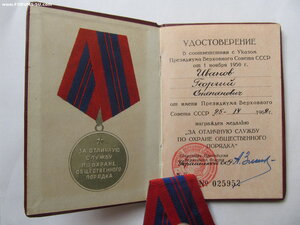 ЗА ОТЛИЧНУЮ
СЛУЖБУ
ПО ОХРАНЕ
ОБЩЕСТВЕННОГО
ПОРЯДКА
УДОСТОВЕРЕНИЕ
В соответствии с Указом
Президиума Верховного
Совета СССР
от 1 ноября 1950 г.
Иванов
Георгий
Степанович
от имени Президиума Верховного
Совета СССР
награжден медалью
„ЗА ОТЛИЧНУЮ СЛУЖБУ
ПО ОХРАНЕ ОБЩЕСТВЕННОГО
ПОРЯДКА"
№ 025952